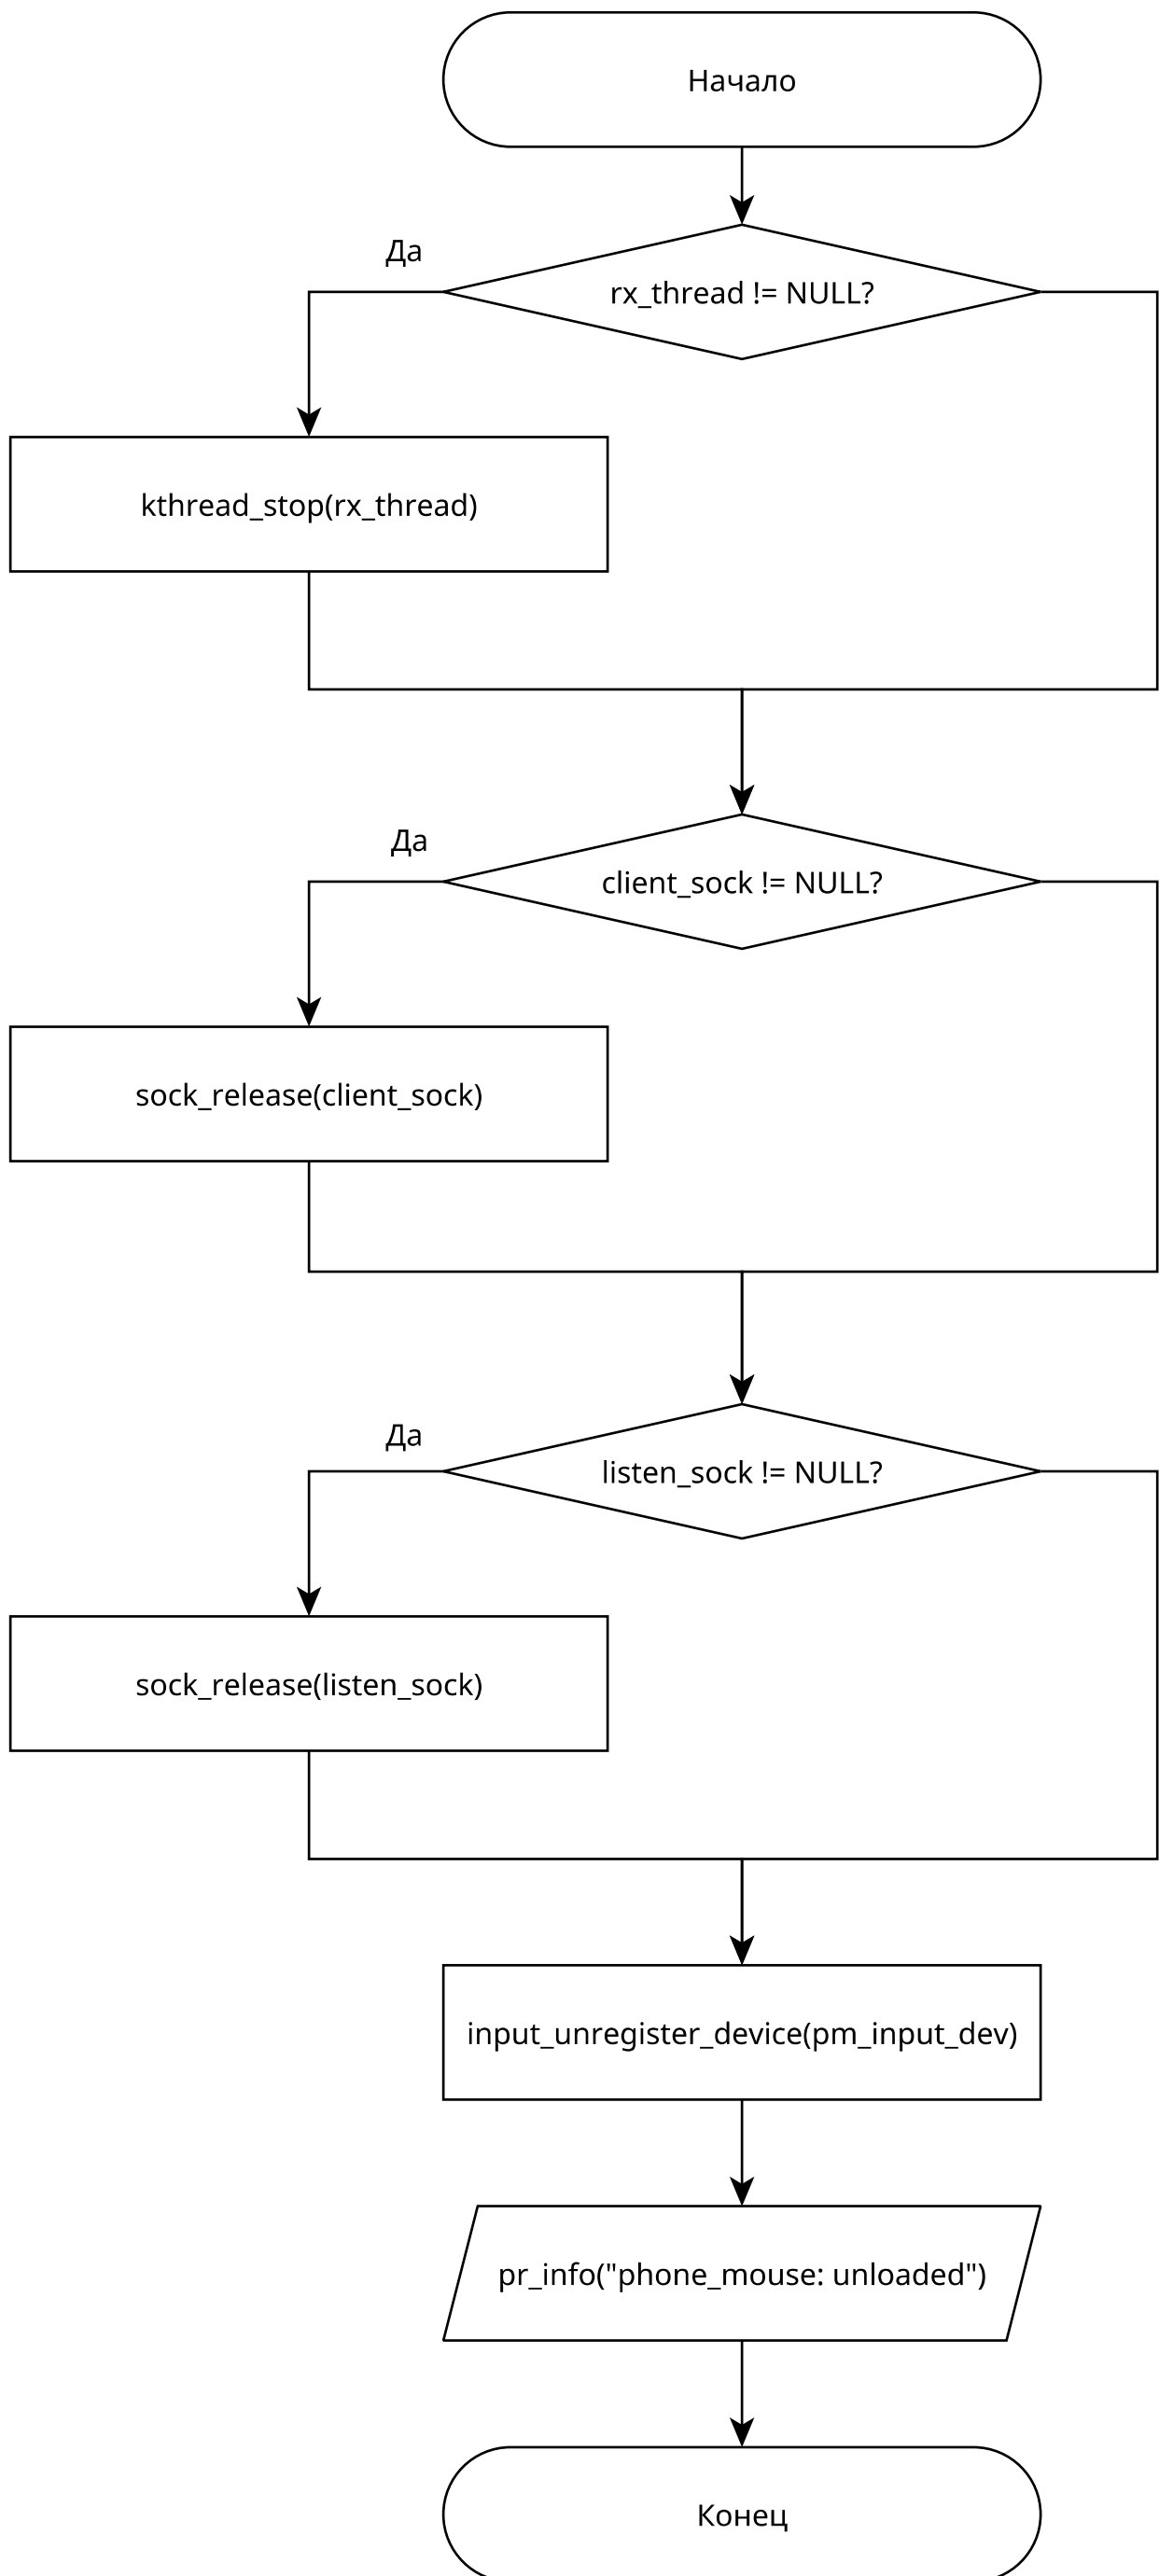 Начало
Да
rx_thread != NULL?
kthread_stop(rx_thread)
Да
client_sock != NULL?
sock_release(client_sock)
Да
listen_sock != NULL?
sock_release(listen_sock)
input_unregister_device(pm_input_dev)
pr_info("phone_mouse: unloaded")
Конец